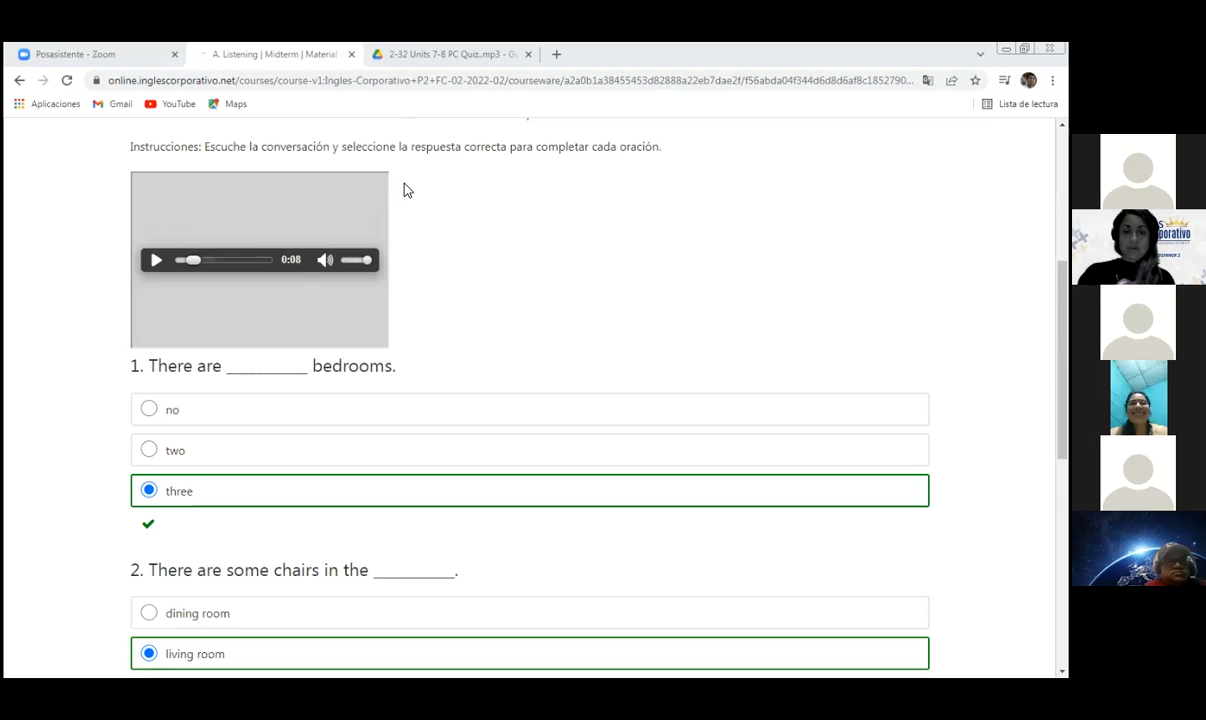 Posasistente - Zoom
A. Listening | Midterm | Material
2-32 Units 7-8 PC Quiz..mp3 - G
online.inglescorporativo.net/courses/course-v1:Ingles-Corporativo+P2+FC-02-2022-02/courseware/a2a0b1a38455453d82888a22eb7dae2f/f56abda04f344d6d8d6af8c1852790...
Aplicaciones
Gmail
YouTube
Maps
Lista de lectura
Instrucciones: Escuche la conversación y seleccione la respuesta correcta para completar cada oración.
0:08
1. There are __________ bedrooms.
no
two
three
2. There are some chairs in the __________.
dining room
living room